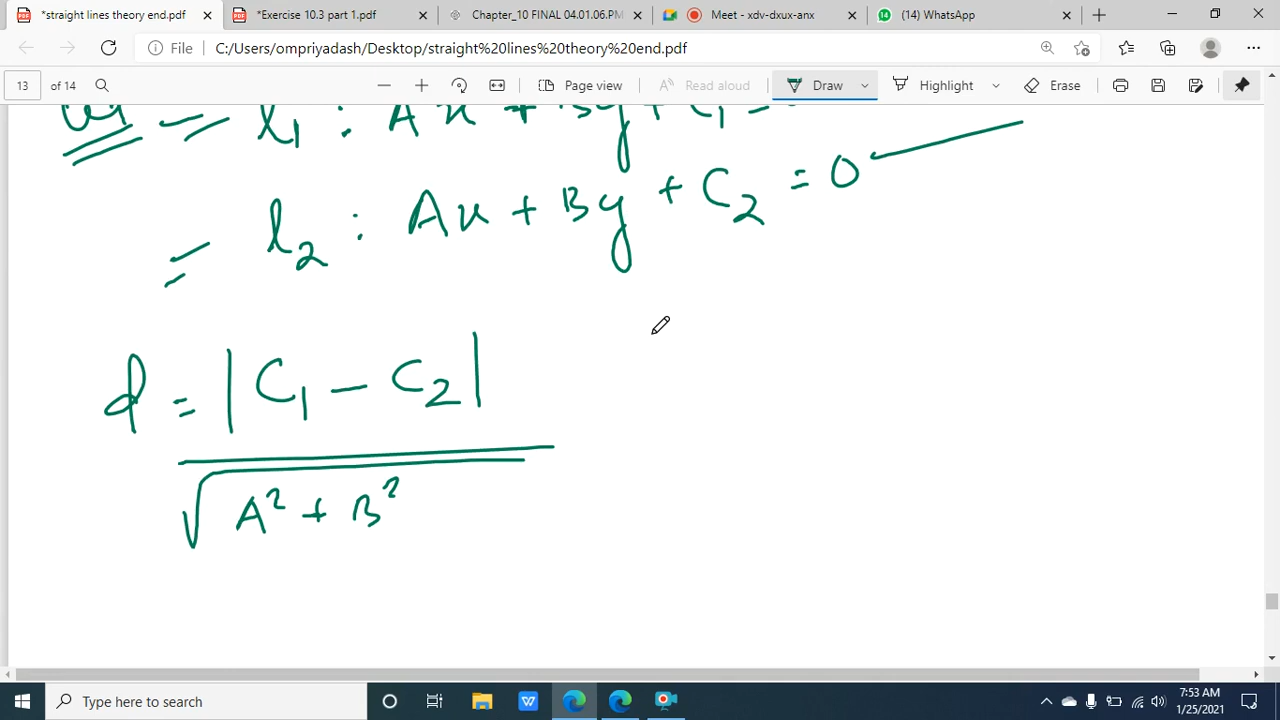 *straight lines theory end.pdf
*Exercise 10.3 part 1.pdf
Chapter_10 FINAL 04.01.06.PM
Meet - xdv-dxux-anx
(14) WhatsApp
File C:/Users/ompriyadash/Desktop/straight%20lines%20theory%20end.pdf
13 of 14 Page view Read aloud Draw Highlight Erase
l₁ : Ax + By + C₁ =
l₂ : Ax + By + C₂ = 0
d = |C₁ - C₂|
√A² + B²
Type here to search
7:53 AM
1/25/2021